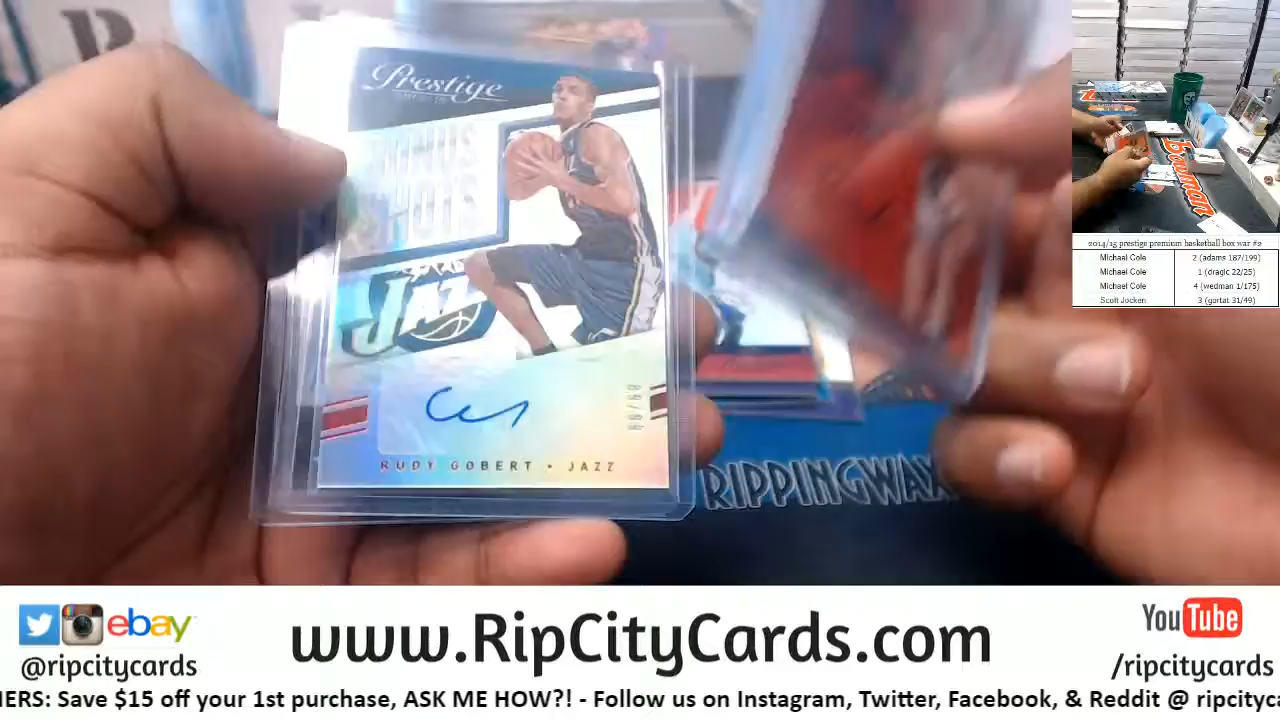 Prestige
JAZZ
RUDY GOBERT • JAZZ
RIPPINGWAX
Bowman
2014/15 prestige premium basketball box war #2
Michael Cole 2 (adams 187/199)
Michael Cole 1 (dragic 22/25)
Michael Cole 4 (wedman 1/175)
Scott Jocken 3 (gortat 31/49)
ebay
@ripcitycards
www.RipCityCards.com
YouTube
/ripcitycards
NERS: Save $15 off your 1st purchase, ASK ME HOW?! - Follow us on Instagram, Twitter, Facebook, & Reddit @ ripcityca